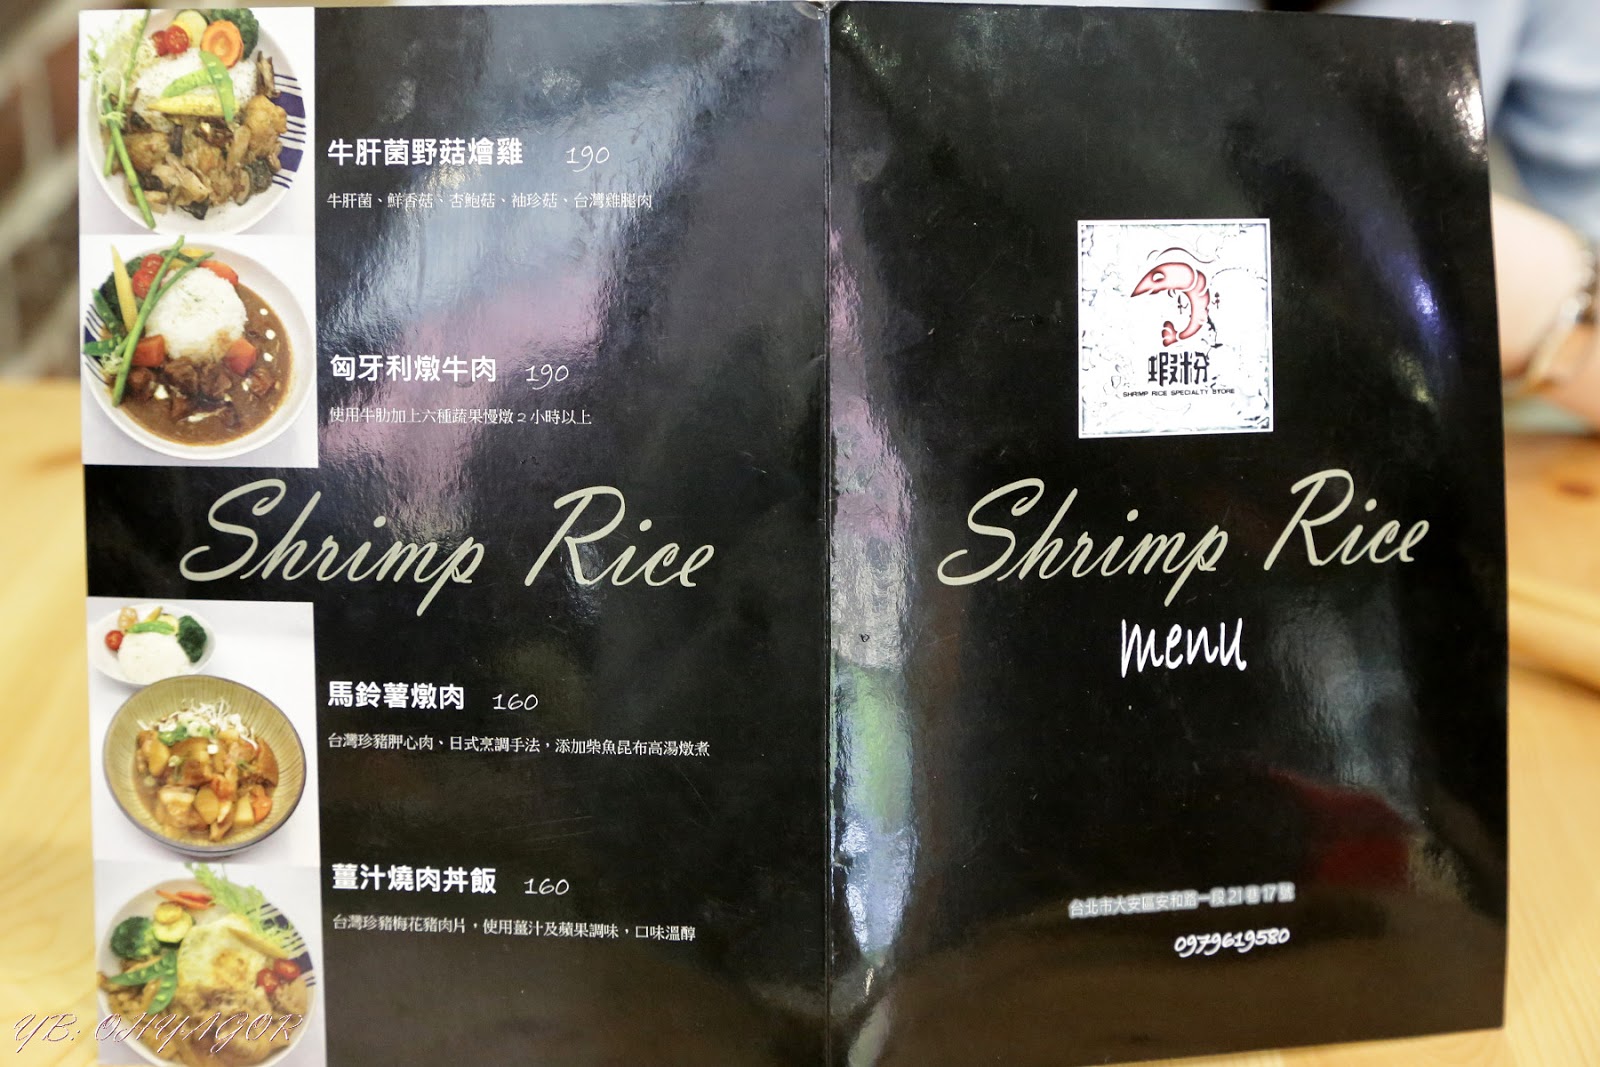 牛肝菌野菇燴雞 190
牛肝菌、鮮香菇、杏鮑菇、袖珍菇、台灣雞腿肉
匈牙利燉牛肉 190
使用牛肋加上六種蔬果慢燉2小時以上
Shrimp Rice
馬鈴薯燉肉 160
台灣珍豬胛心肉、日式烹調手法,添加柴魚昆布高湯燉煮
薑汁燒肉丼飯 160
台灣珍豬梅花豬肉片,使用薑汁及蘋果調味,口味溫醇
蝦粉
SHRIMP RICE SPECIALTY STORE
Shrimp Rice
menu
台北市大安區安和路一段21巷17號
0979619580
YB: OHYAGOR